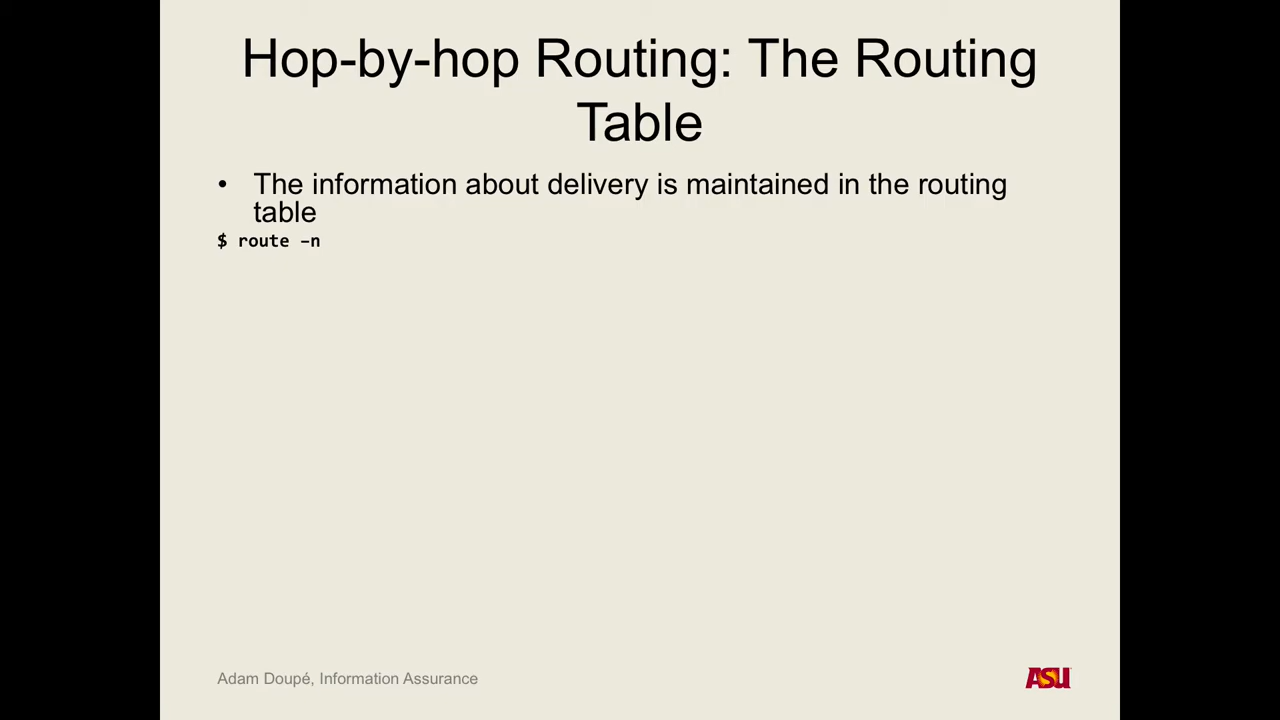 Hop-by-hop Routing: The Routing
Table
• The information about delivery is maintained in the routing
table
$ route –n
Adam Doupé, Information Assurance
ASU